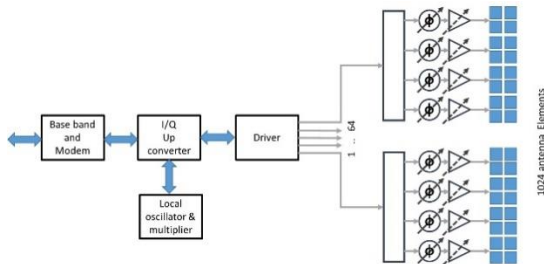 Base band
and
Modem
I/Q
Up
converter
Driver
Local
oscillator &
multiplier
1 .. 64
ϕ
ϕ
ϕ
ϕ
ϕ
ϕ
ϕ
ϕ
1024 antenna Elements